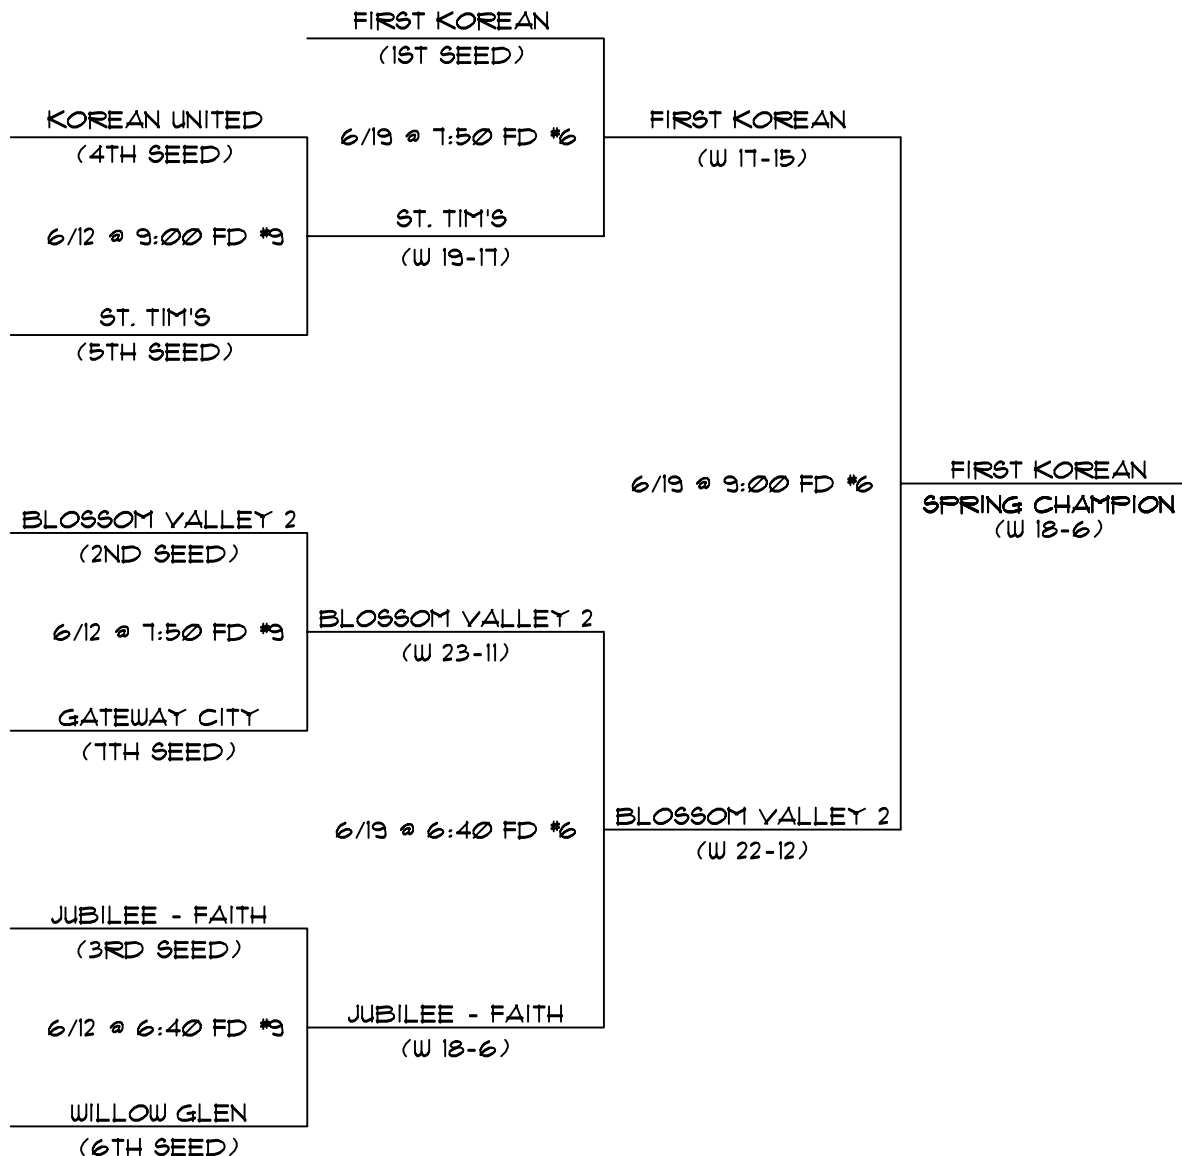 FIRST KOREAN
(1ST SEED)
KOREAN UNITED
(4TH SEED)
6/19 @ 7:50 FD #6
FIRST KOREAN
(W 17-15)
6/12 @ 9:00 FD #9
ST. TIM'S
(W 19-17)
ST. TIM'S
(5TH SEED)
6/19 @ 9:00 FD #6
FIRST KOREAN
SPRING CHAMPION
(W 18-6)
BLOSSOM VALLEY 2
(2ND SEED)
6/12 @ 7:50 FD #9
BLOSSOM VALLEY 2
(W 23-11)
GATEWAY CITY
(7TH SEED)
6/19 @ 6:40 FD #6
BLOSSOM VALLEY 2
(W 22-12)
JUBILEE - FAITH
(3RD SEED)
6/12 @ 6:40 FD #9
JUBILEE - FAITH
(W 18-6)
WILLOW GLEN
(6TH SEED)